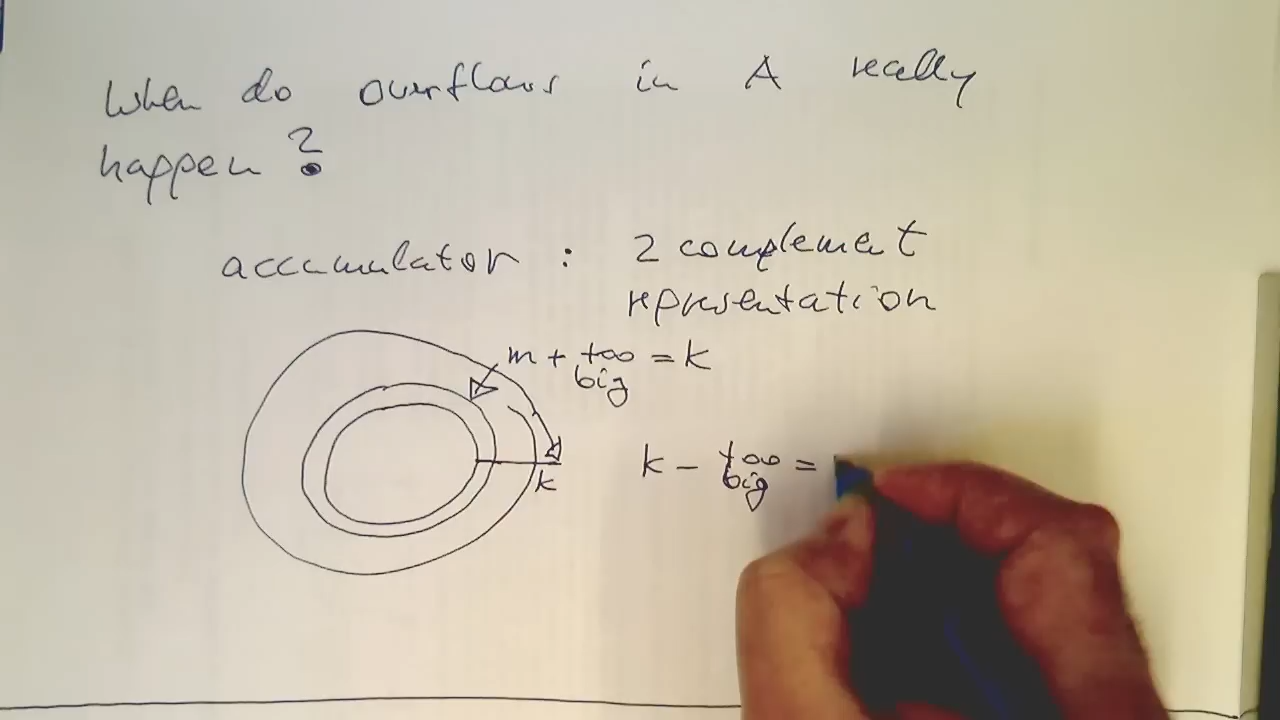 When do overflows in A really
happen ?
accumulator : 2 complement
representation
m + too big = k
k
k - too big =